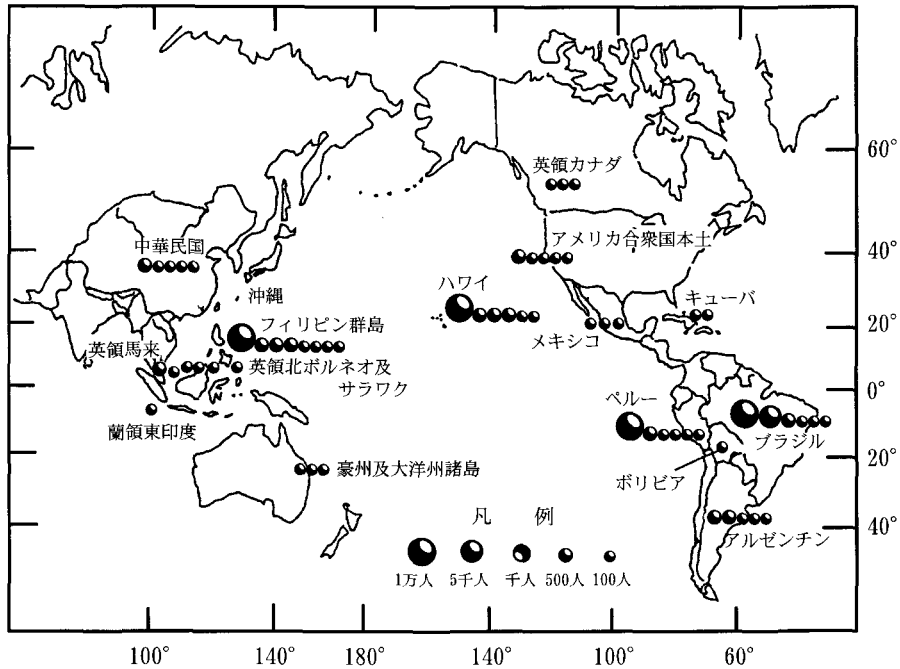 英領カナダ
60°
中華民国
アメリカ合衆国本土
40°
沖縄
ハワイ
キューバ
フィリピン群島
メキシコ
20°
英領馬来
英領北ボルネオ及
サラワク
0°
ペルー
蘭領東印度
ブラジル
20°
豪州及大洋州諸島
ボリビア
凡 例
アルゼンチン
40°
1万人 5千人 千人 500人 100人
100° 140° 180° 140° 100° 60°